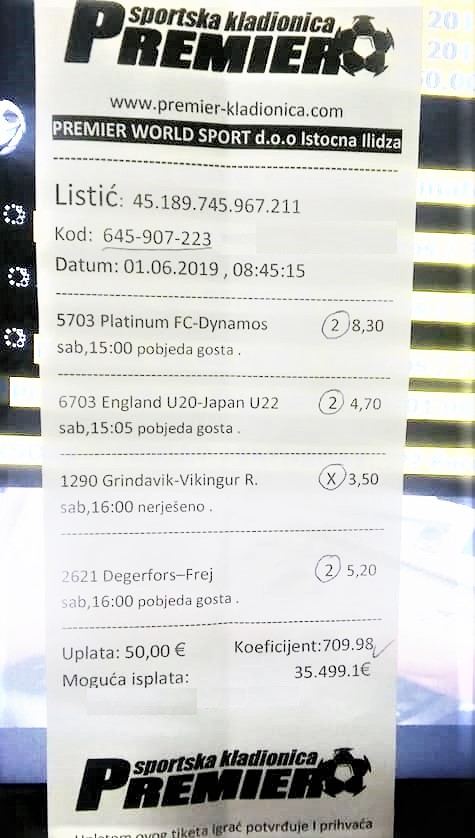 sportska kladionica
PREMIER
www.premier-kladionica.com
PREMIER WORLD SPORT d.o.o Istocna Ilidza
Listić: 45.189.745.967.211
Kod: 645-907-223
Datum: 01.06.2019 , 08:45:15
5703 Platinum FC-Dynamos 2 8,30
sab,15:00 pobjeda gosta .
6703 England U20-Japan U22 2 4,70
sab,15:05 pobjeda gosta .
1290 Grindavik-Vikingur R. X 3,50
sab,16:00 nerješeno .
2621 Degerfors–Frej 2 5,20
sab,16:00 pobjeda gosta .
Uplata: 50,00 € Koeficijent:709.98
Moguća isplata: 35.499.1€
sportska kladionica
PREMIER
Uplatom ovog tiketa igrač potvrđuje I prihvaća